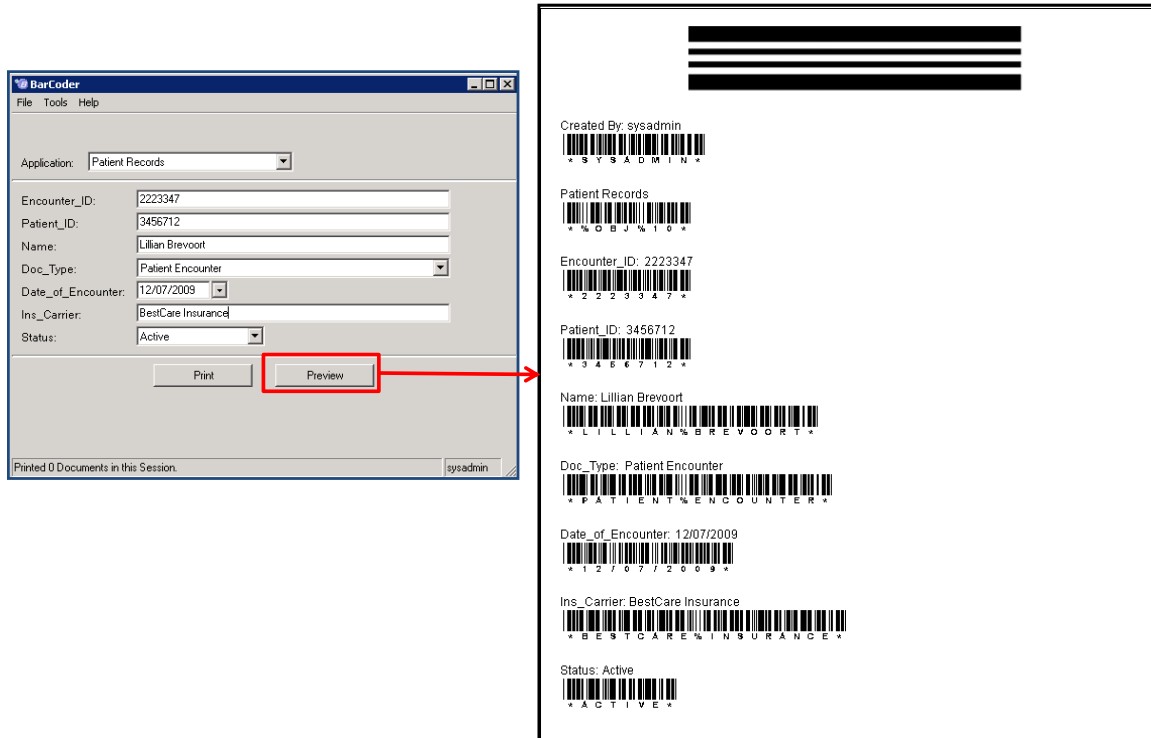 BarCoder
File Tools Help
Application: Patient Records
Encounter_ID: 2223347
Patient_ID: 3456712
Name: Lillian Brevoort
Doc_Type: Patient Encounter
Date_of_Encounter: 12/07/2009
Ins_Carrier: BestCare Insurance
Status: Active
Print Preview
Printed 0 Documents in this Session. sysadmin
Created By: sysadmin
*SYSADMIN*
Patient Records
*%OBJ%10*
Encounter_ID: 2223347
*2223347*
Patient_ID: 3456712
*3456712*
Name: Lillian Brevoort
*LILLIAN%BREVOORT*
Doc_Type: Patient Encounter
*PATIENT%ENCOUNTER*
Date_of_Encounter: 12/07/2009
*12/07/2009*
Ins_Carrier: BestCare Insurance
*BESTCARE%INSURANCE*
Status: Active
*ACTIVE*